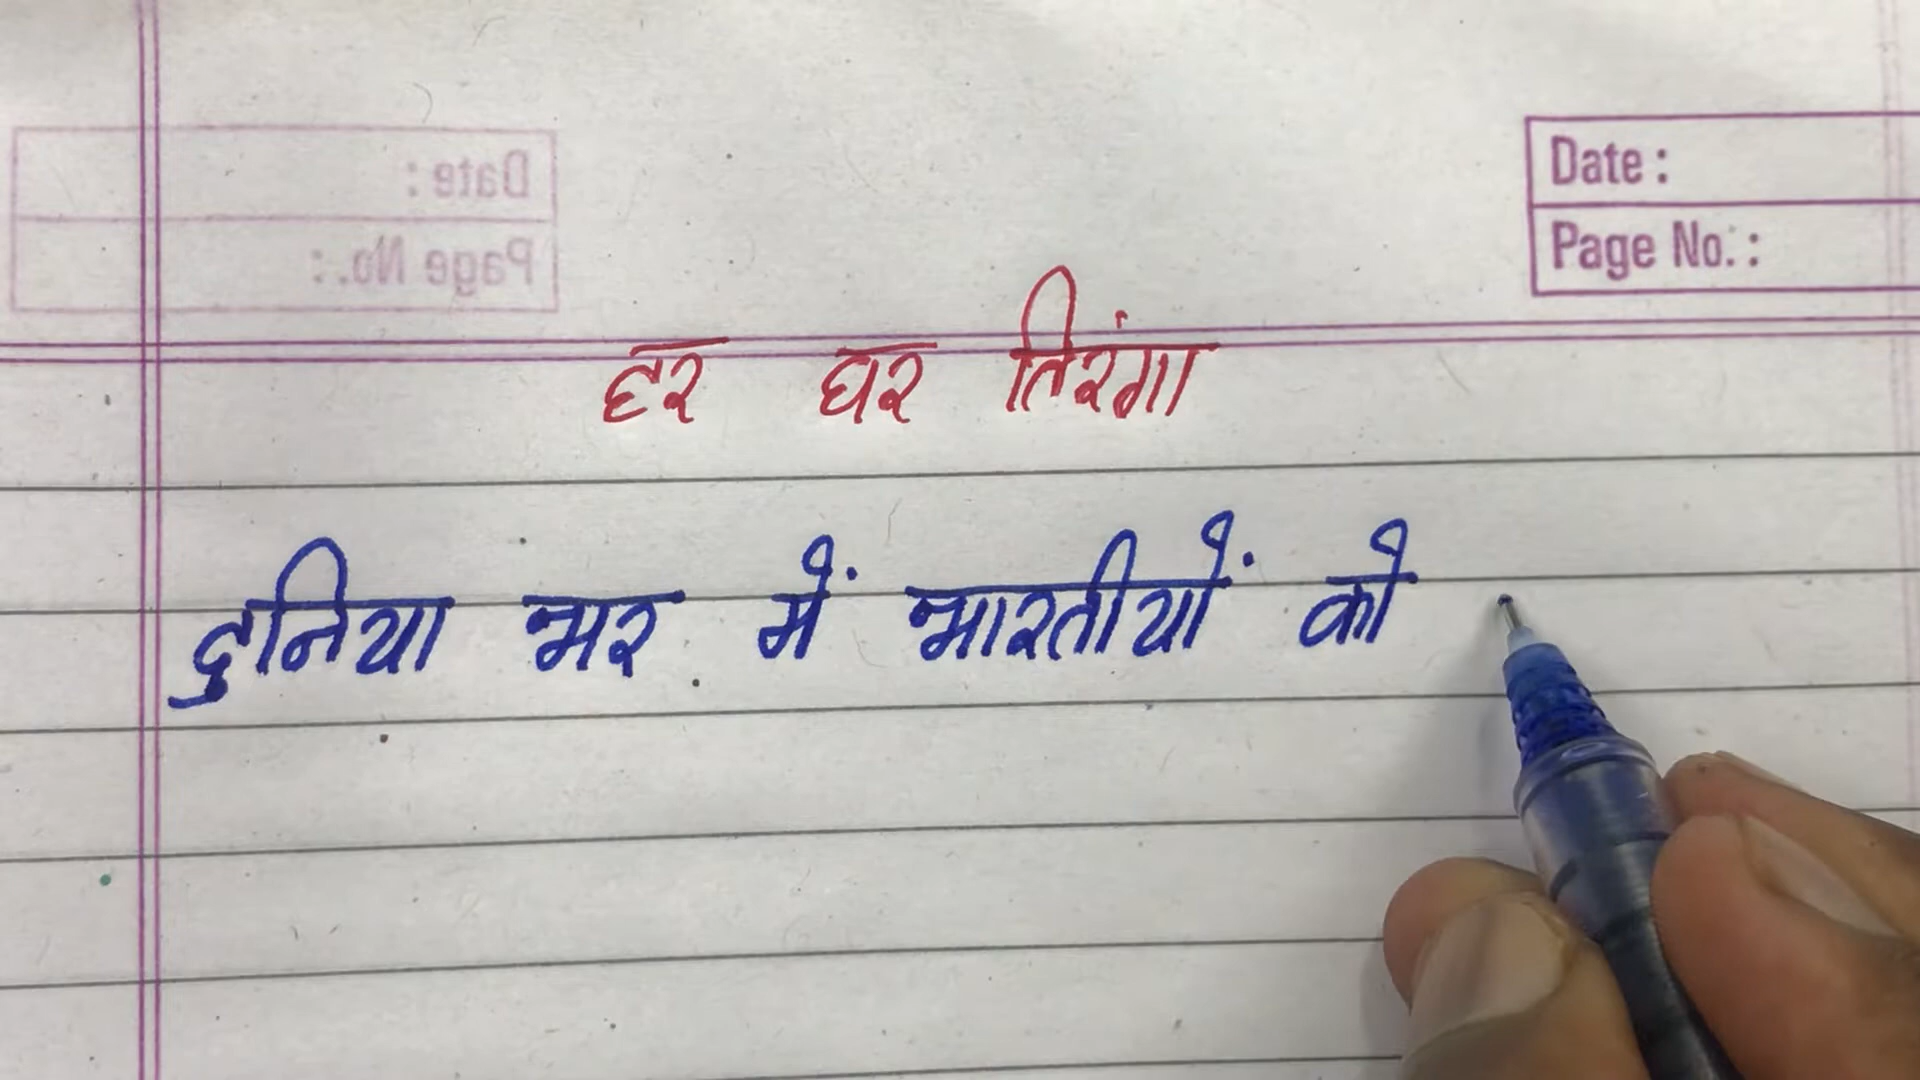 Date :
Page No. :
हर घर तिरंगा
दुनिया भर में भारतीयों को